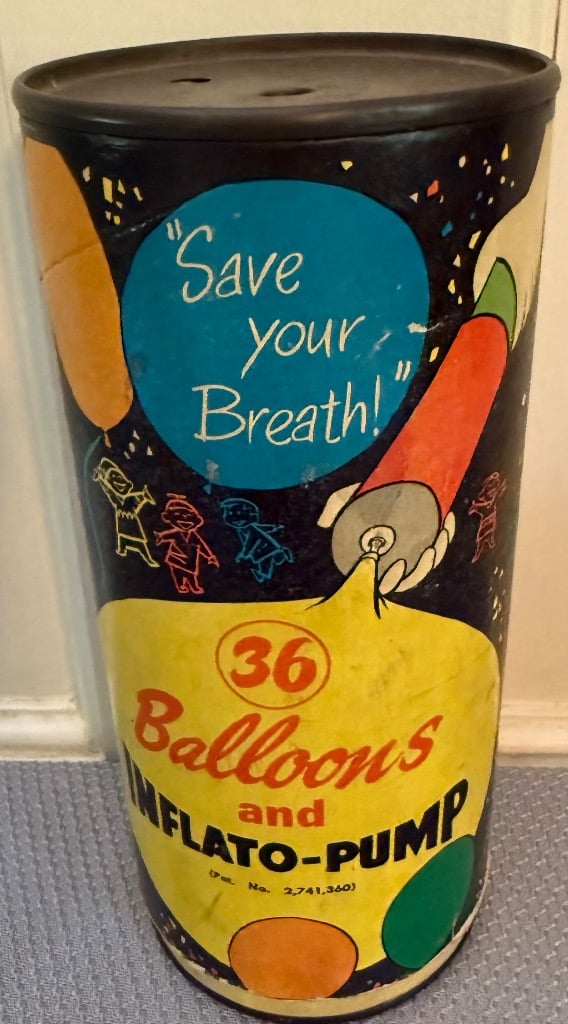 "Save
your
Breath!"
36
Balloons
and
INFLATO-PUMP
(Pat. No. 2,741,360)